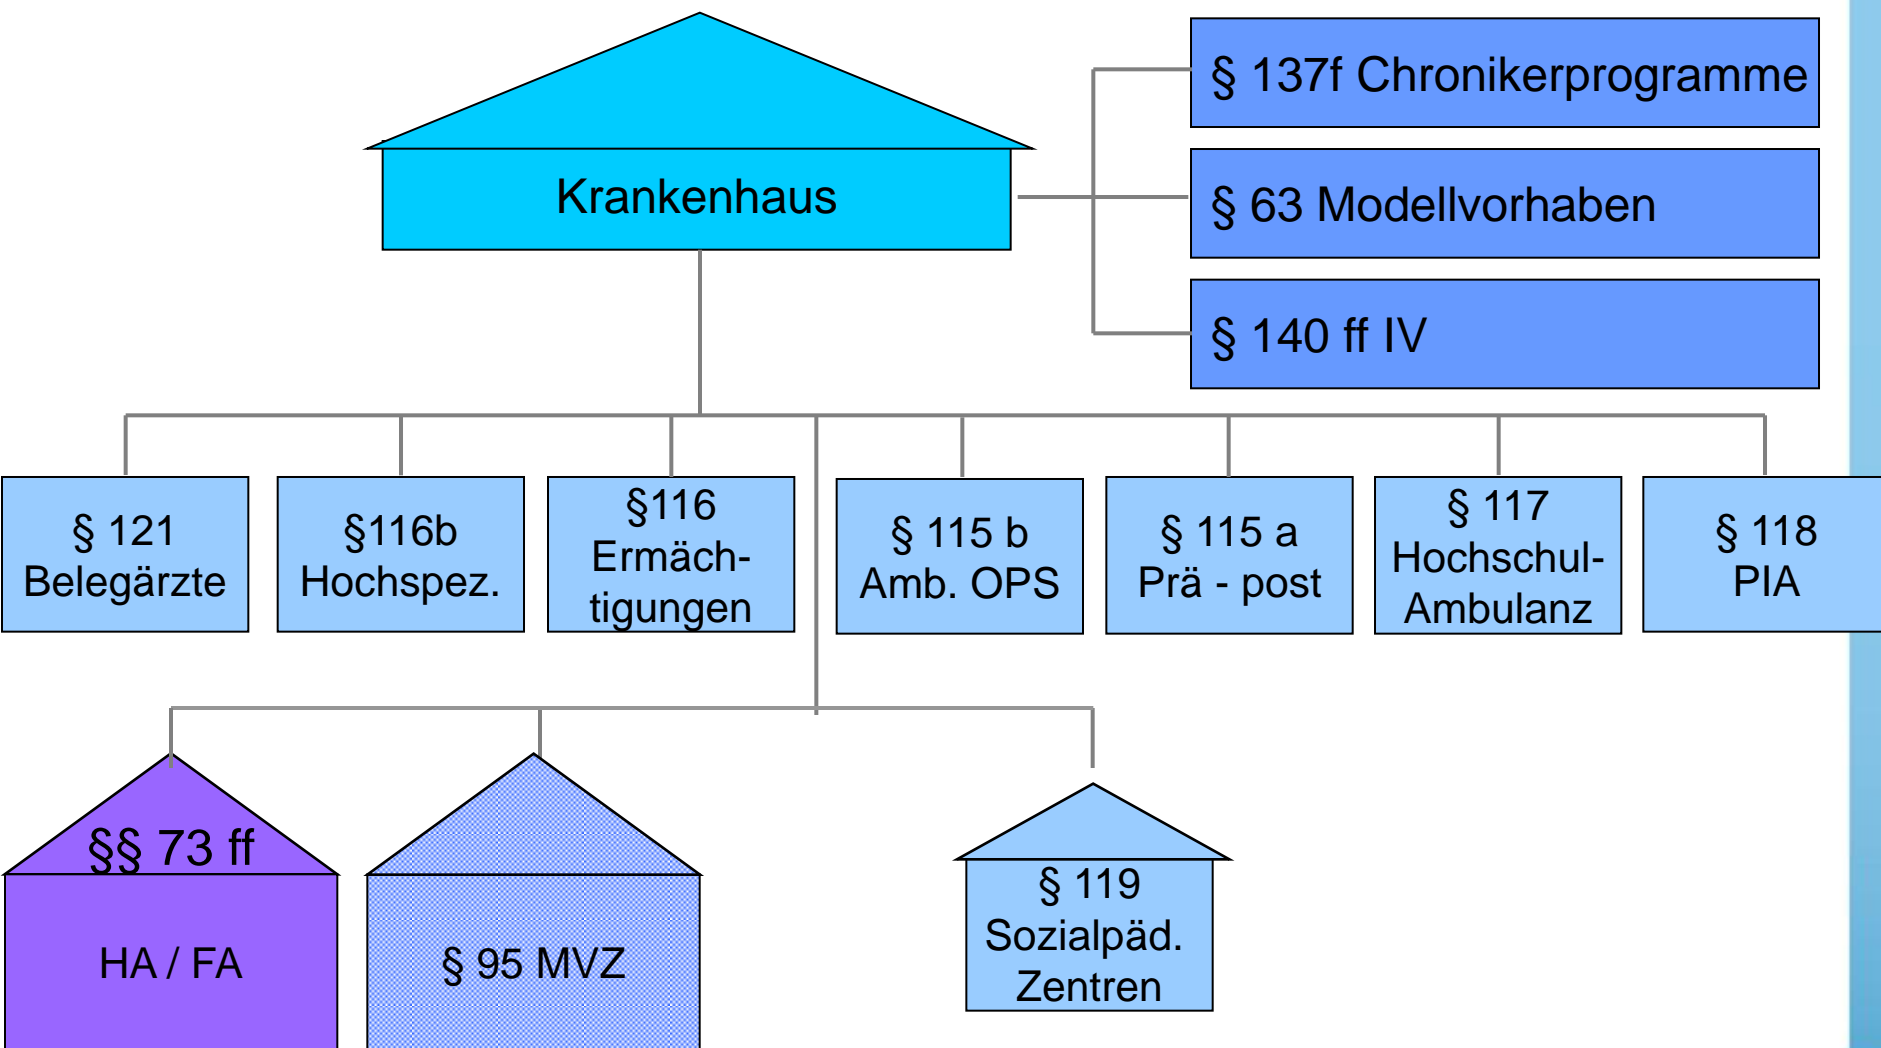 Krankenhaus
§ 137f Chronikerprogramme
§ 63 Modellvorhaben
§ 140 ff IV
§ 121
Belegärzte
§116b
Hochspez.
§116
Ermäch-
tigungen
§ 115 b
Amb. OPS
§ 115 a
Prä - post
§ 117
Hochschul-
Ambulanz
§ 118
PIA
§§ 73 ff
HA / FA
§ 95 MVZ
§ 119
Sozialpäd.
Zentren